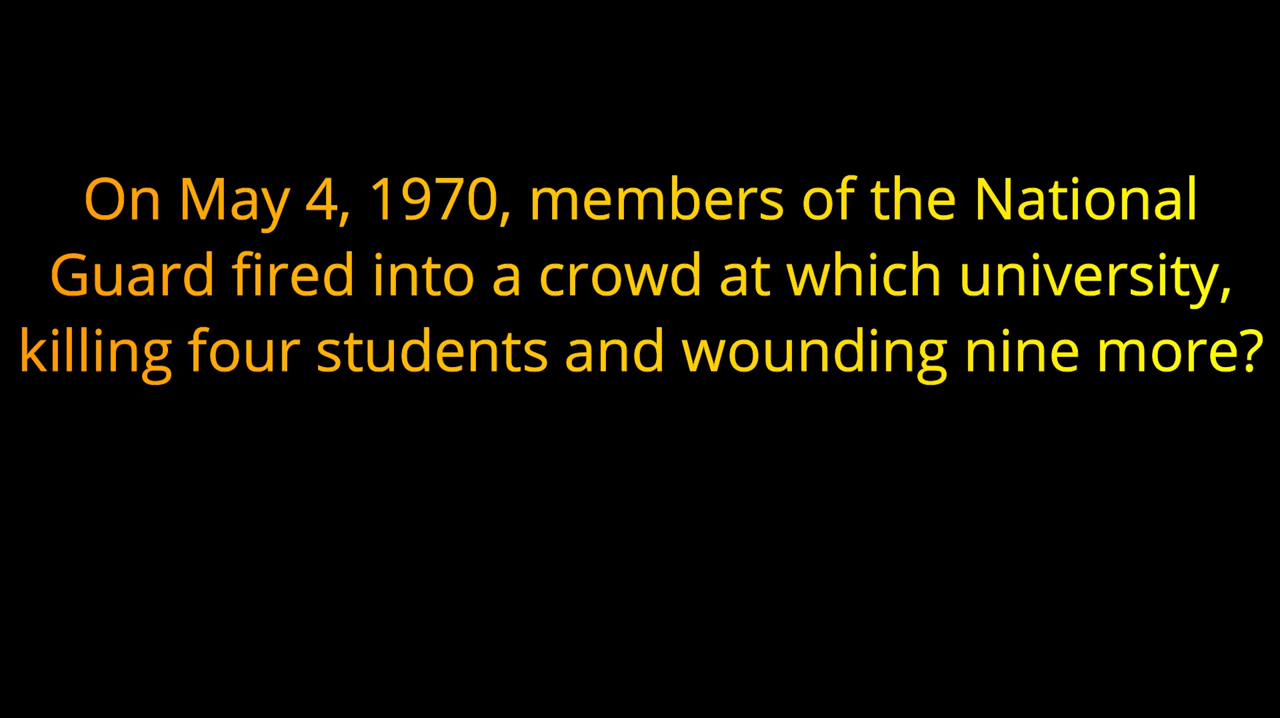 On May 4, 1970, members of the National
Guard fired into a crowd at which university,
killing four students and wounding nine more?